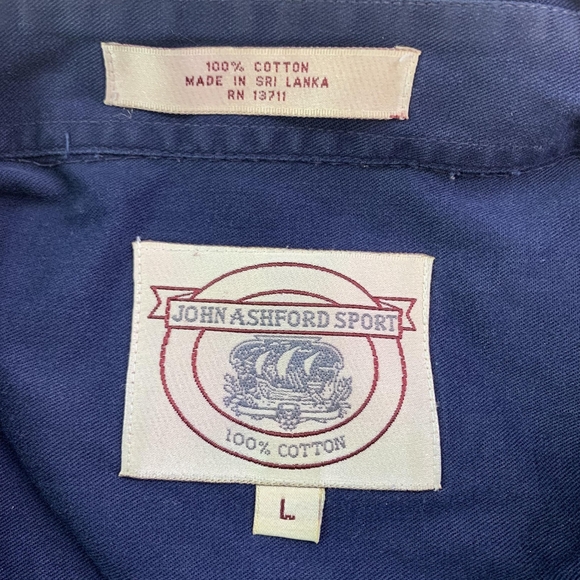 100% COTTON
MADE IN SRI LANKA
RN 13711
JOHN ASHFORD SPORT
100% COTTON
L